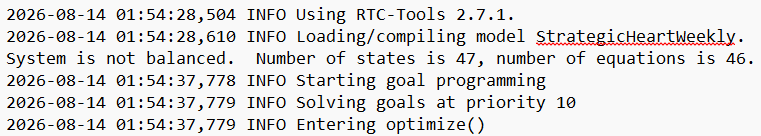 2026-08-14 01:54:28,504 INFO Using RTC-Tools 2.7.1.
2026-08-14 01:54:28,610 INFO Loading/compiling model StrategicHeartWeekly.
System is not balanced.  Number of states is 47, number of equations is 46.
2026-08-14 01:54:37,778 INFO Starting goal programming
2026-08-14 01:54:37,779 INFO Solving goals at priority 10
2026-08-14 01:54:37,779 INFO Entering optimize()